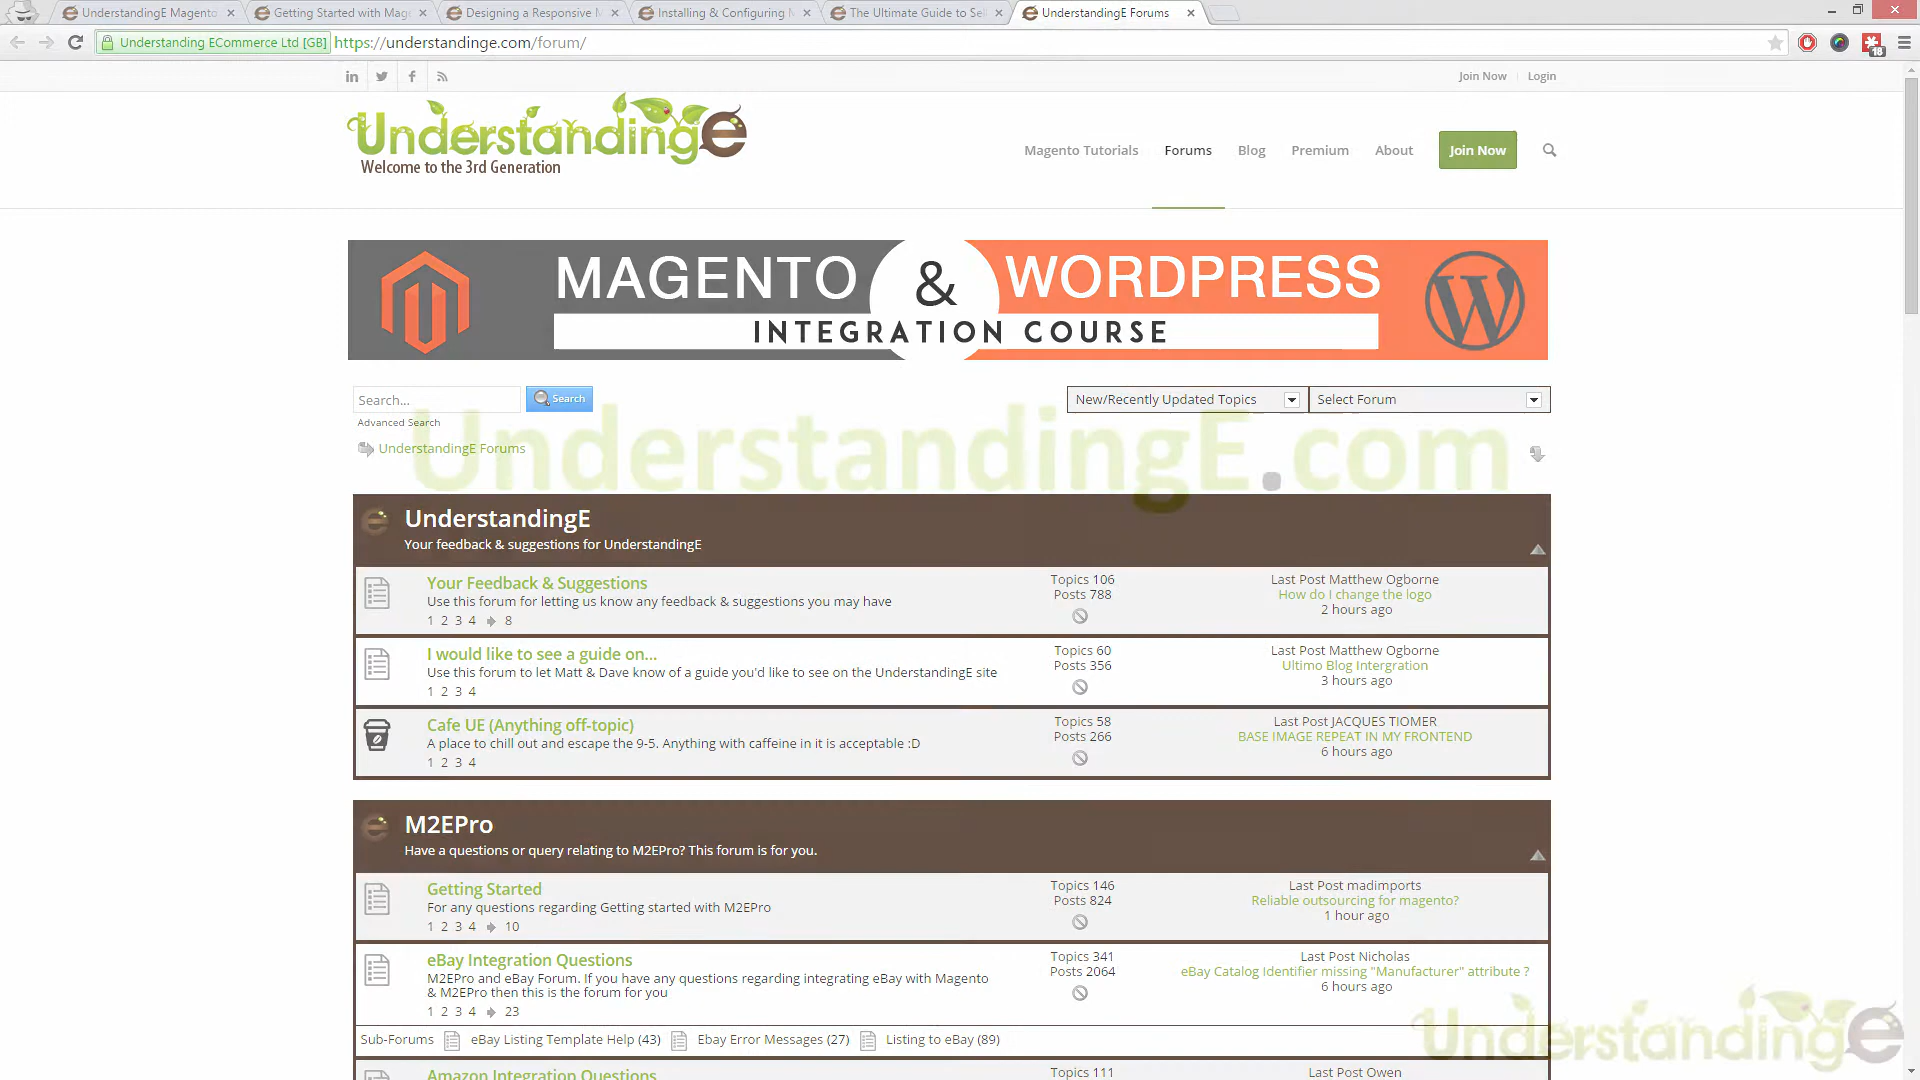 UnderstandingE Magento
Getting Started with Mage
Designing a Responsive M
Installing & Configuring M
The Ultimate Guide to Sel
UnderstandingE Forums
Understanding ECommerce Ltd [GB]
https://understandinge.com/forum/
18
Join Now
Login
UnderstandingE
Welcome to the 3rd Generation
Magento Tutorials
Forums
Blog
Premium
About
Join Now
MAGENTO & WORDPRESS
INTEGRATION COURSE
Search...
Search
New/Recently Updated Topics
Select Forum
Advanced Search
UnderstandingE Forums
UnderstandingE.com
UnderstandingE
Your feedback & suggestions for UnderstandingE
Your Feedback & Suggestions
Use this forum for letting us know any feedback & suggestions you may have
1 2 3 4 8
Topics 106
Posts 788
Last Post Matthew Ogborne
How do I change the logo
2 hours ago
I would like to see a guide on...
Use this forum to let Matt & Dave know of a guide you'd like to see on the UnderstandingE site
1 2 3 4
Topics 60
Posts 356
Last Post Matthew Ogborne
Ultimo Blog Intergration
3 hours ago
Cafe UE (Anything off-topic)
A place to chill out and escape the 9-5. Anything with caffeine in it is acceptable :D
1 2 3 4
Topics 58
Posts 266
Last Post JACQUES TIOMER
BASE IMAGE REPEAT IN MY FRONTEND
6 hours ago
M2EPro
Have a questions or query relating to M2EPro? This forum is for you.
Getting Started
For any questions regarding Getting started with M2EPro
1 2 3 4 10
Topics 146
Posts 824
Last Post madimports
Reliable outsourcing for magento?
1 hour ago
eBay Integration Questions
M2EPro and eBay Forum. If you have any questions regarding integrating eBay with Magento
& M2EPro then this is the forum for you
1 2 3 4 23
Topics 341
Posts 2064
Last Post Nicholas
eBay Catalog Identifier missing "Manufacturer" attribute ?
6 hours ago
Sub-Forums eBay Listing Template Help (43) Ebay Error Messages (27) Listing to eBay (89)
Amazon Integration Questions
Topics 111
Last Post Owen
UnderstandingE